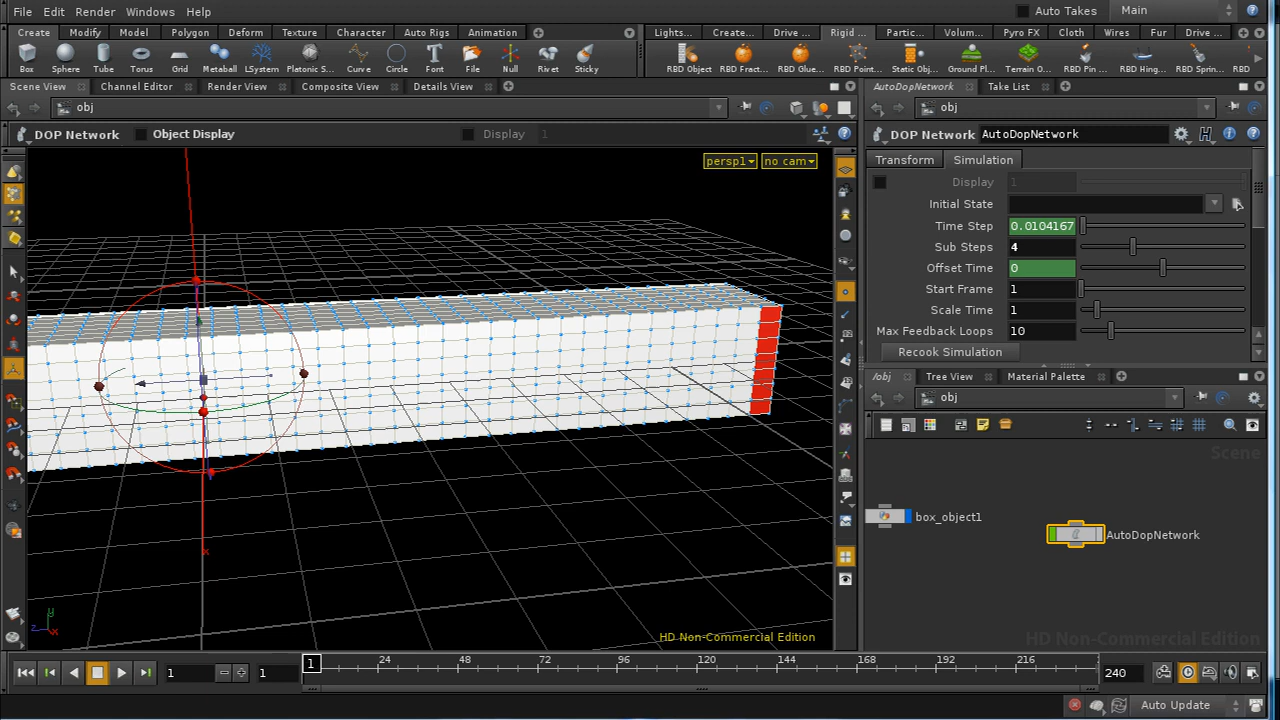 File Edit Render Windows Help
Auto Takes Main
Create Modify Model Polygon Deform Texture Character Auto Rigs Animation
Lights... Create... Drive ... Rigid ... Partic... Volum... Pyro FX Cloth Wires Fur Drive ...
Box Sphere Tube Torus Grid Metaball LSystem Platonic S... Curve Circle Font File Null Rivet Sticky
RBD Object RBD Fract... RBD Glue... RBD Point... Static Obj... Ground Pl... Terrain O... RBD Pin ... RBD Hing... RBD Sprin... RBD
Scene View Channel Editor Render View Composite View Details View
AutoDopNetwork Take List
obj
obj
DOP Network Object Display Display 1
DOP Network AutoDopNetwork
persp1 no cam
Transform Simulation
Display 1
Initial State
Time Step 0.0104167
Sub Steps 4
Offset Time 0
Start Frame 1
Scale Time 1
Max Feedback Loops 10
Recook Simulation
/obj Tree View Material Palette
obj
Scene
box_object1
AutoDopNetwork
x
y
z x
HD Non-Commercial Edition
HD Non-Commercial Edition
1 1 1 24 48 72 96 120 144 168 192 216 240
Auto Update